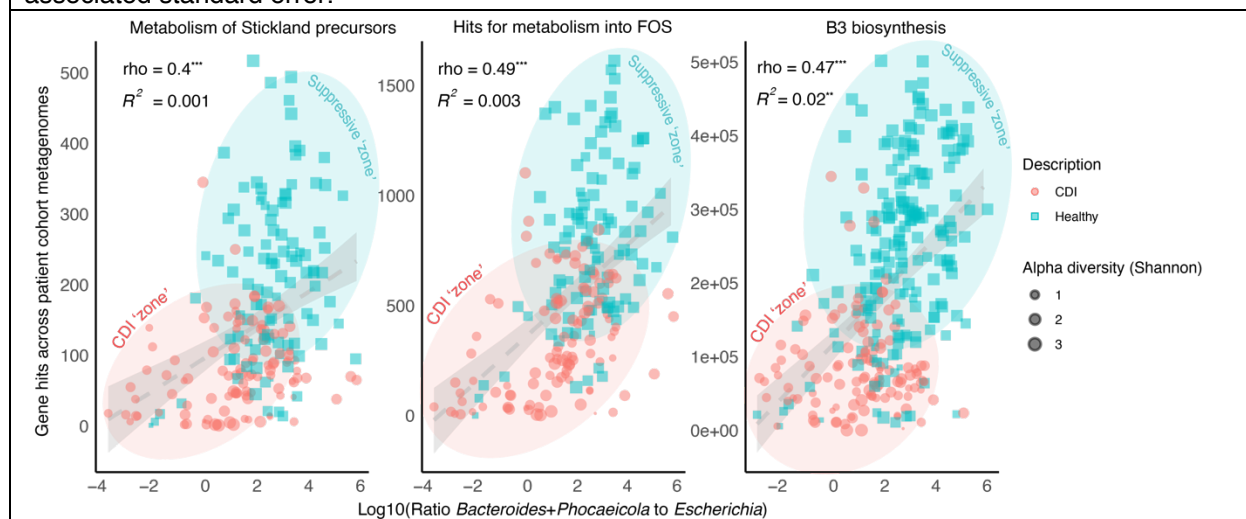 associated standard error.
Metabolism of Stickland precursors
Hits for metabolism into FOS
B3 biosynthesis
Gene hits across patient cohort metagenomes
500
400
300
200
100
0
rho = 0.4***
R² = 0.001
Suppressive ‘zone’
CDI ‘zone’
−4 −2 0 2 4 6
1500
1000
500
0
rho = 0.49***
R² = 0.003
Suppressive ‘zone’
CDI ‘zone’
−4 −2 0 2 4 6
5e+05
4e+05
3e+05
2e+05
1e+05
0e+00
rho = 0.47***
R² = 0.02**
Suppressive ‘zone’
CDI ‘zone’
−2 0 2 4 6
Log10(Ratio Bacteroides+Phocaeicola to Escherichia)
Description
CDI
Healthy
Alpha diversity (Shannon)
1
2
3